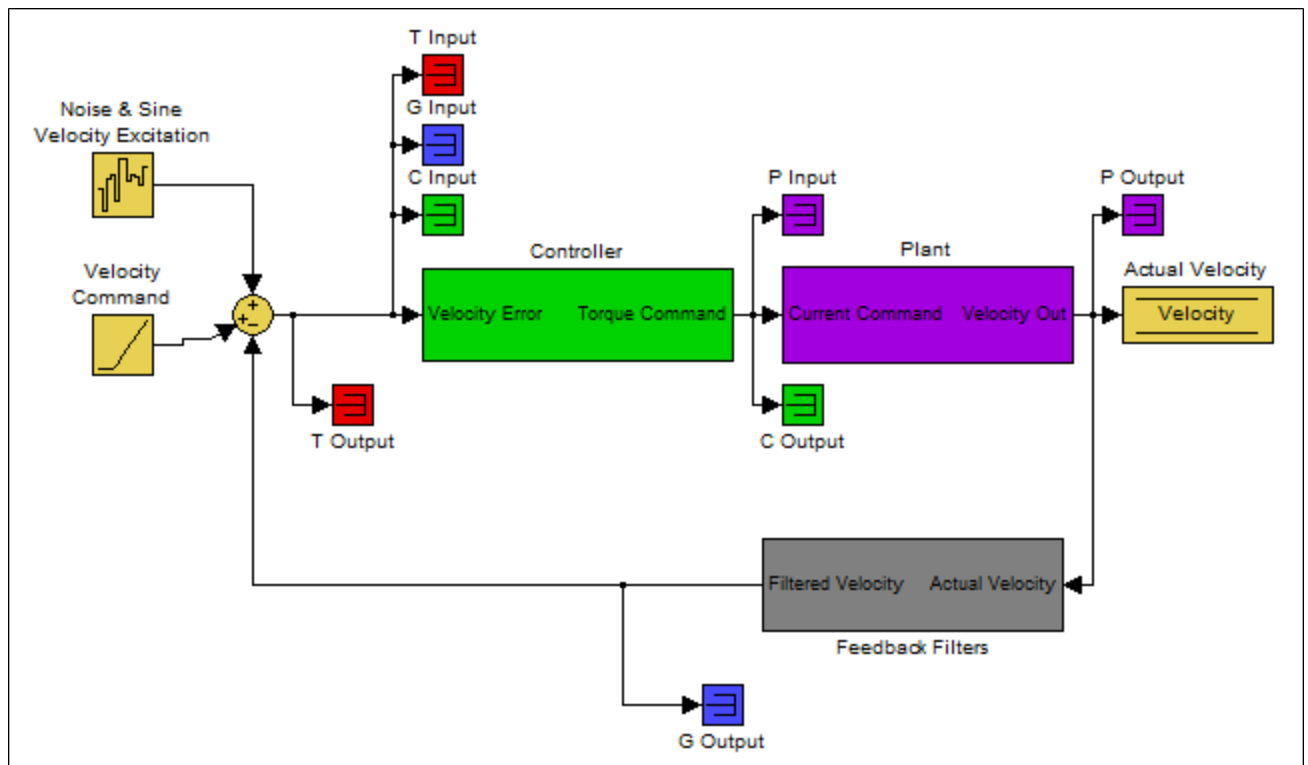 T Input
Noise & Sine
Velocity Excitation
G Input
C Input
P Input
P Output
Controller
Plant
Velocity
Command
Actual Velocity
+
+
−
Velocity Error
Torque Command
Current Command
Velocity Out
Velocity
T Output
C Output
Filtered Velocity
Actual Velocity
Feedback Filters
G Output